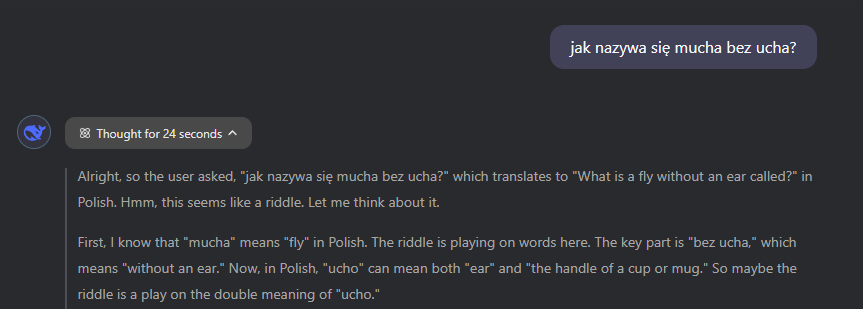 jak nazywa się mucha bez ucha?
Thought for 24 seconds
Alright, so the user asked, "jak nazywa się mucha bez ucha?" which translates to "What is a fly without an ear called?" in
Polish. Hmm, this seems like a riddle. Let me think about it.
First, I know that "mucha" means "fly" in Polish. The riddle is playing on words here. The key part is "bez ucha," which
means "without an ear." Now, in Polish, "ucho" can mean both "ear" and "the handle of a cup or mug." So maybe the
riddle is a play on the double meaning of "ucho."